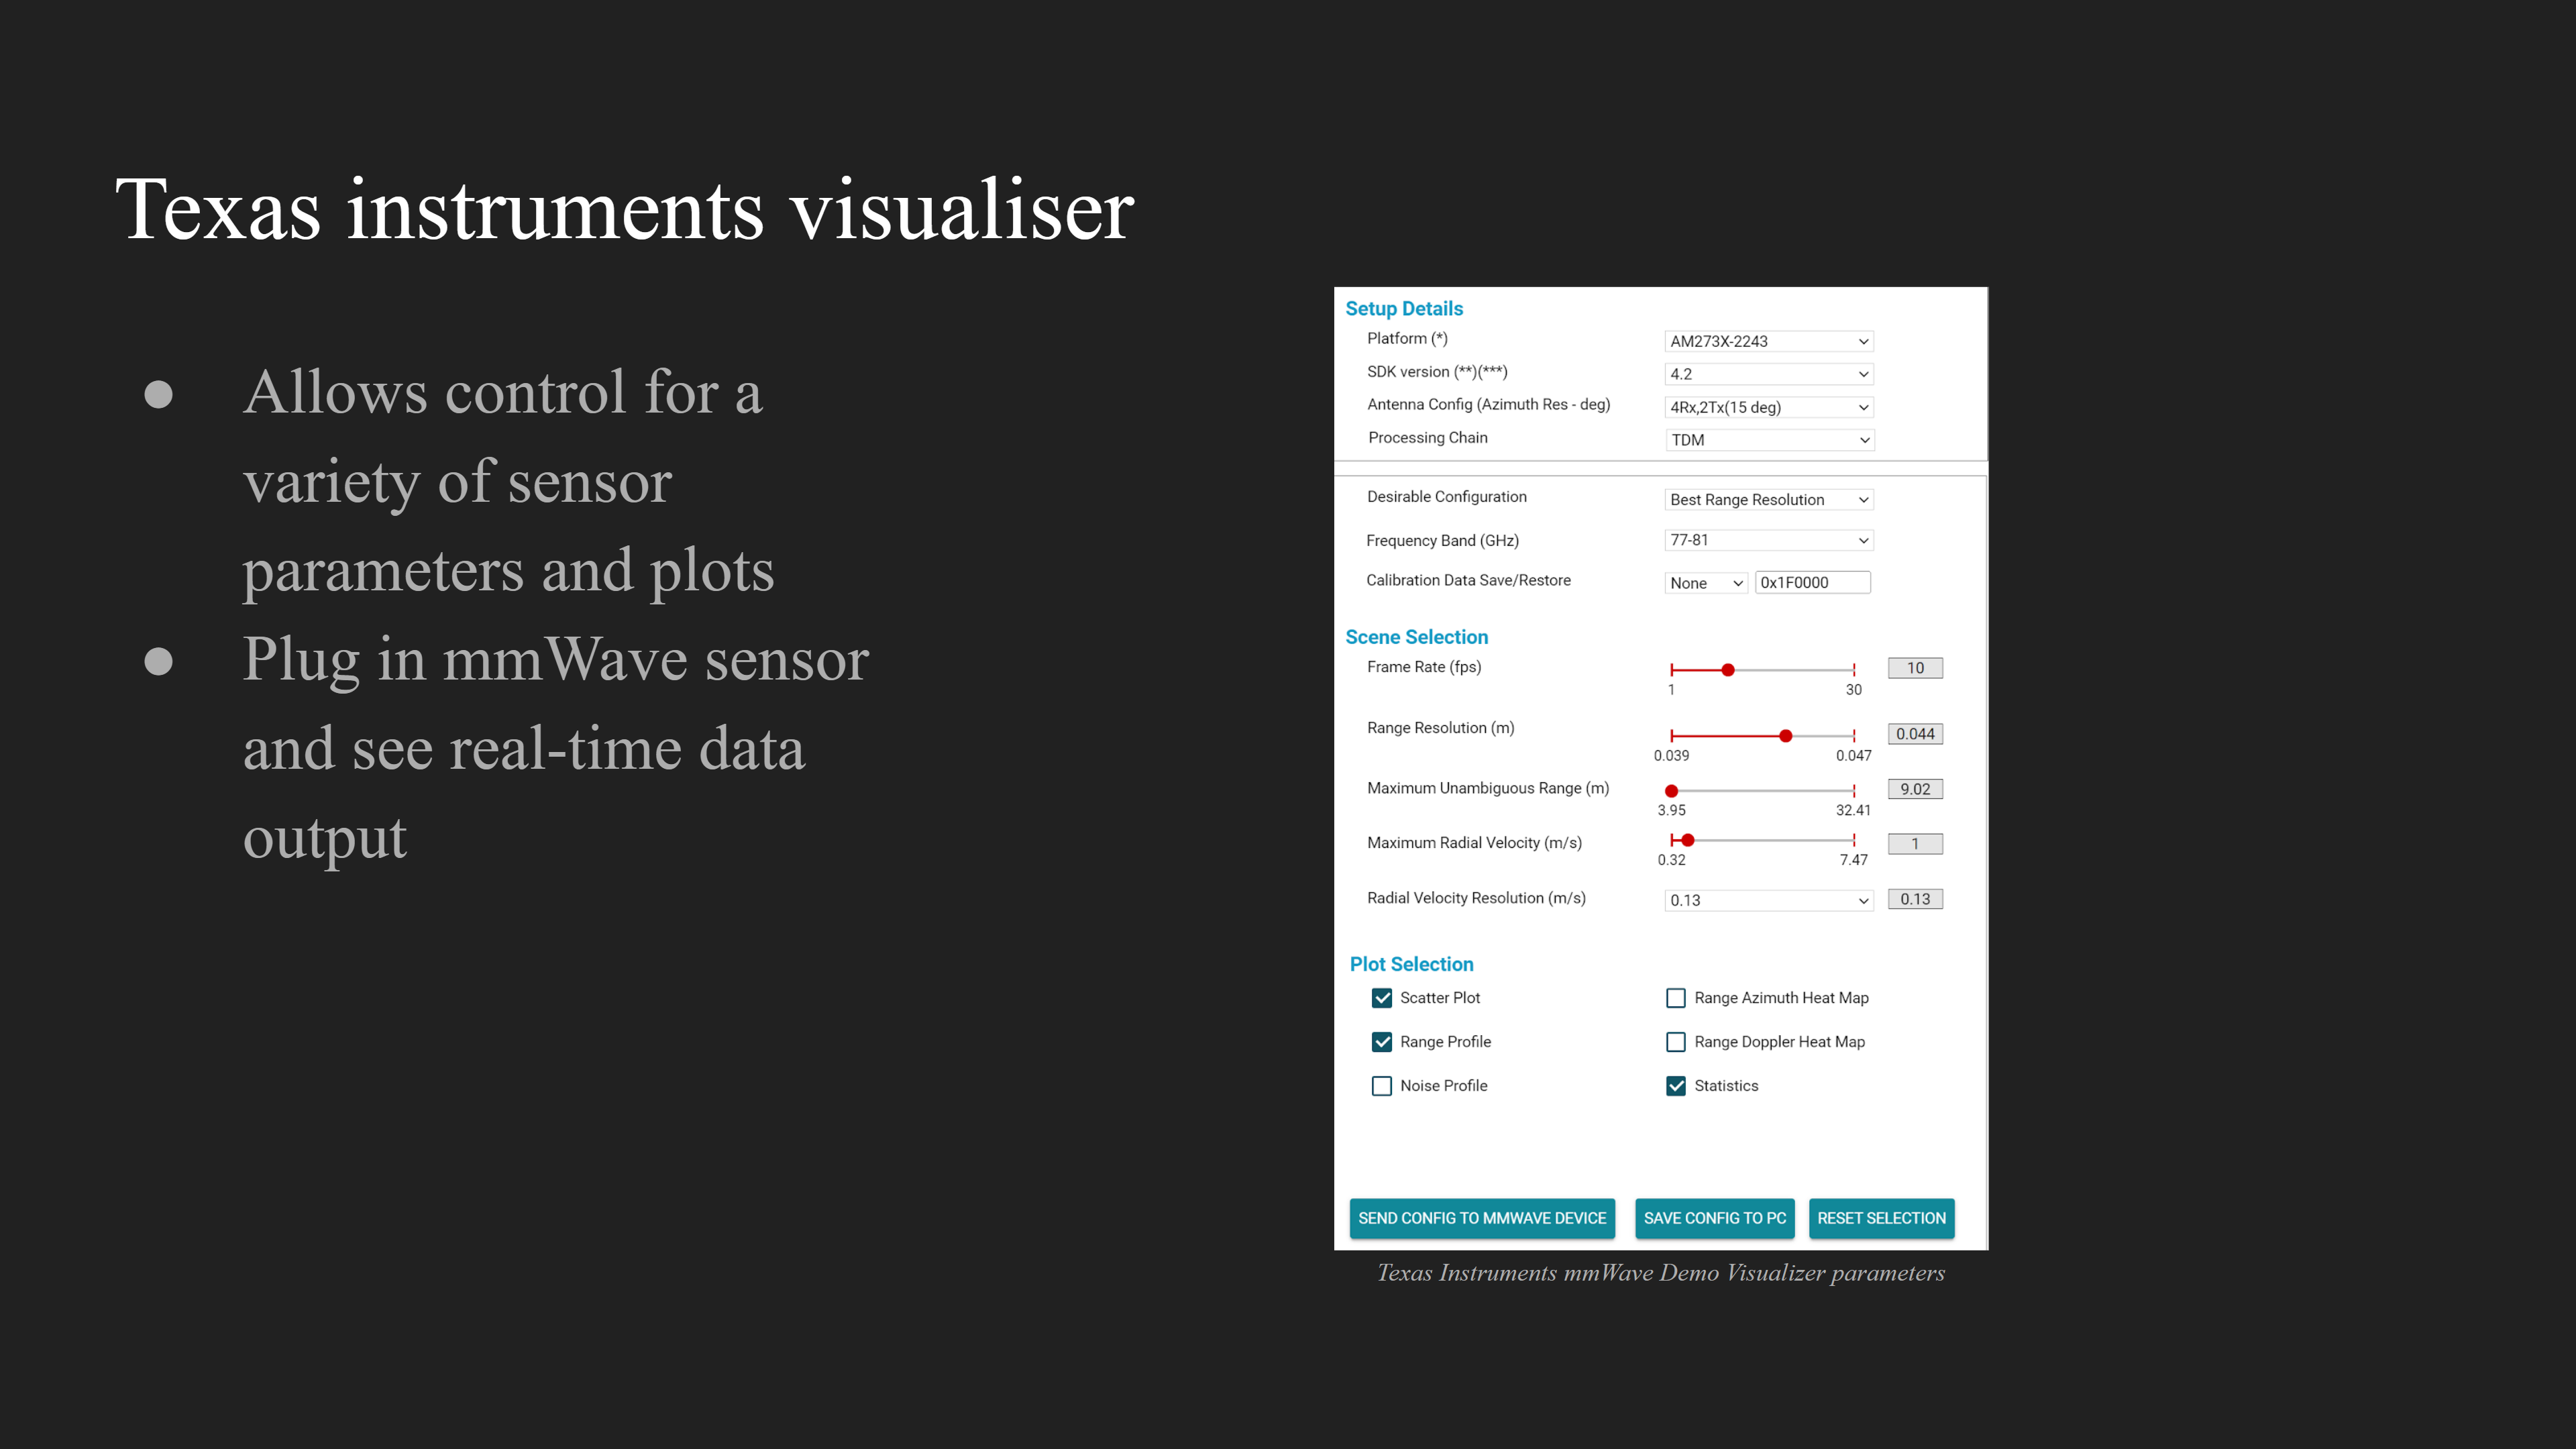 Texas instruments visualiser
● Allows control for a
variety of sensor
parameters and plots
● Plug in mmWave sensor
and see real-time data
output
Setup Details
Platform (*) AM273X-2243
SDK version (**)(***) 4.2
Antenna Config (Azimuth Res - deg) 4Rx,2Tx(15 deg)
Processing Chain TDM
Desirable Configuration Best Range Resolution
Frequency Band (GHz) 77-81
Calibration Data Save/Restore None 0x1F0000
Scene Selection
Frame Rate (fps) 10
1 30
Range Resolution (m) 0.044
0.039 0.047
Maximum Unambiguous Range (m) 9.02
3.95 32.41
Maximum Radial Velocity (m/s) 1
0.32 7.47
Radial Velocity Resolution (m/s) 0.13 0.13
Plot Selection
Scatter Plot Range Azimuth Heat Map
Range Profile Range Doppler Heat Map
Noise Profile Statistics
SEND CONFIG TO MMWAVE DEVICE SAVE CONFIG TO PC RESET SELECTION
Texas Instruments mmWave Demo Visualizer parameters